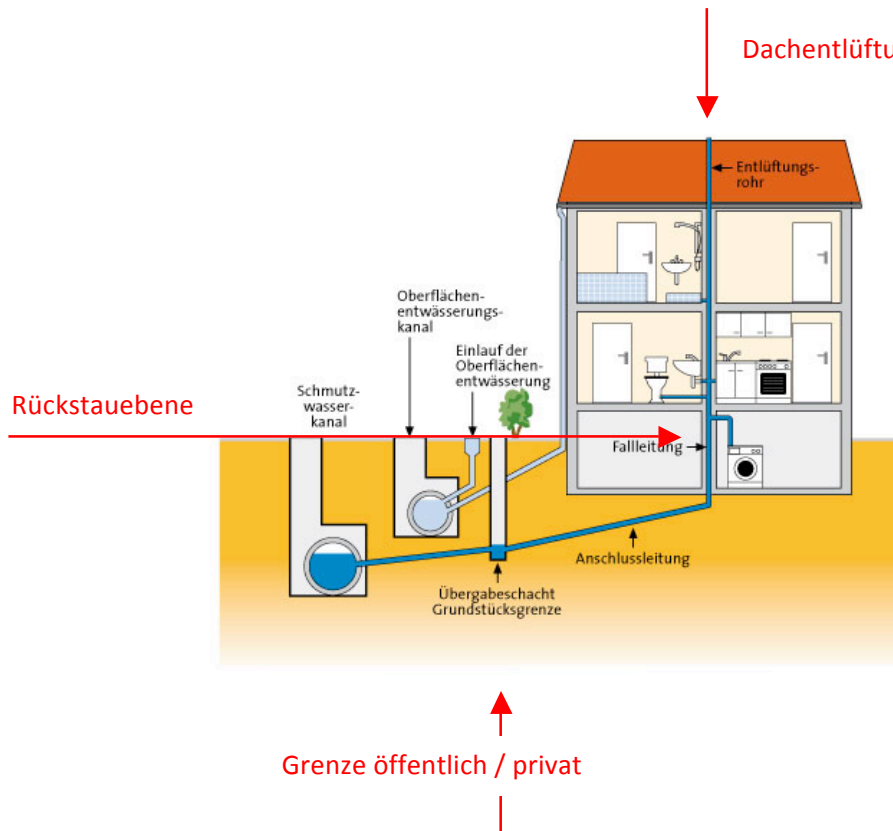 Dachentlüftu
Entlüftungs-
rohr
Oberflächen-
entwässerungs-
kanal
Einlauf der
Oberflächen-
entwässerung
Schmutz-
wasser-
kanal
Rückstauebene
Fallleitung
Anschlussleitung
Übergabeschacht
Grundstücksgrenze
Grenze öffentlich / privat